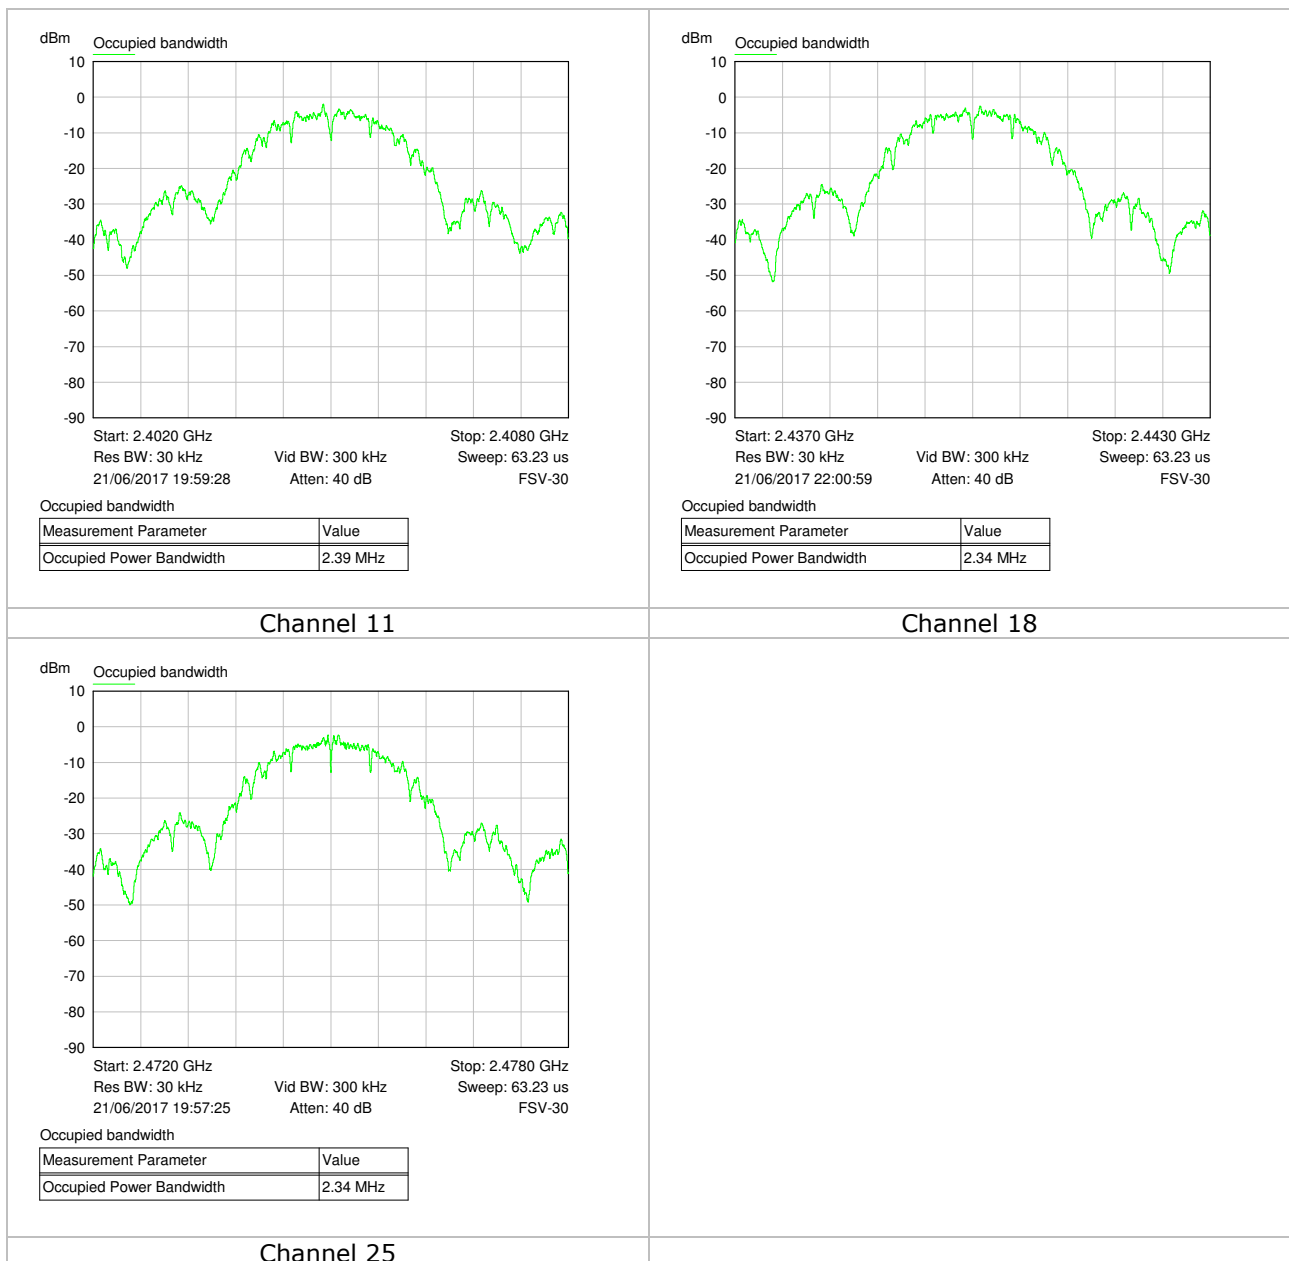 dBm Occupied bandwidth
10
0
-10
-20
-30
-40
-50
-60
-70
-80
-90
Start: 2.4020 GHz Stop: 2.4080 GHz
Res BW: 30 kHz Vid BW: 300 kHz Sweep: 63.23 us
21/06/2017 19:59:28 Atten: 40 dB FSV-30
Occupied bandwidth
Measurement Parameter Value
Occupied Power Bandwidth 2.39 MHz
Channel 11
dBm Occupied bandwidth
10
0
-10
-20
-30
-40
-50
-60
-70
-80
-90
Start: 2.4370 GHz Stop: 2.4430 GHz
Res BW: 30 kHz Vid BW: 300 kHz Sweep: 63.23 us
21/06/2017 22:00:59 Atten: 40 dB FSV-30
Occupied bandwidth
Measurement Parameter Value
Occupied Power Bandwidth 2.34 MHz
Channel 18
dBm Occupied bandwidth
10
0
-10
-20
-30
-40
-50
-60
-70
-80
-90
Start: 2.4720 GHz Stop: 2.4780 GHz
Res BW: 30 kHz Vid BW: 300 kHz Sweep: 63.23 us
21/06/2017 19:57:25 Atten: 40 dB FSV-30
Occupied bandwidth
Measurement Parameter Value
Occupied Power Bandwidth 2.34 MHz
Channel 25